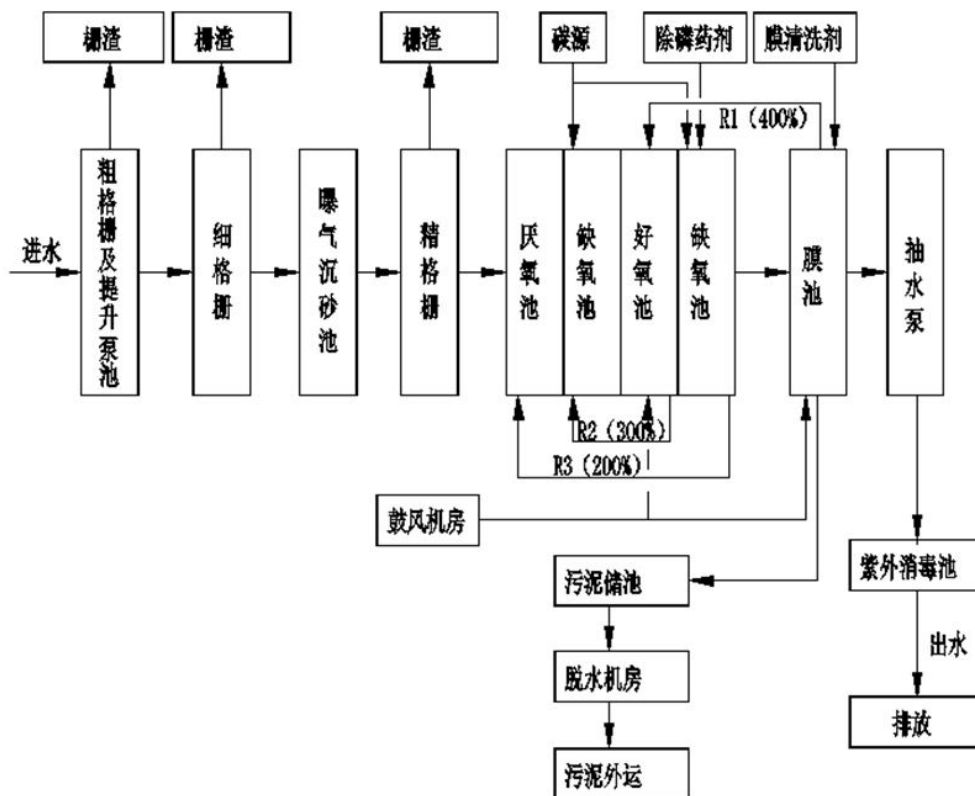 栅渣
栅渣
栅渣
碳源
除磷药剂
膜清洗剂
R1 (400%)
进水
粗格栅及提升泵池
细格栅
曝气沉砂池
精格栅
厌氧池
缺氧池
好氧池
缺氧池
膜池
抽水泵
R2 (300%)
R3 (200%)
鼓风机房
污泥储池
紫外消毒池
脱水机房
出水
污泥外运
排放